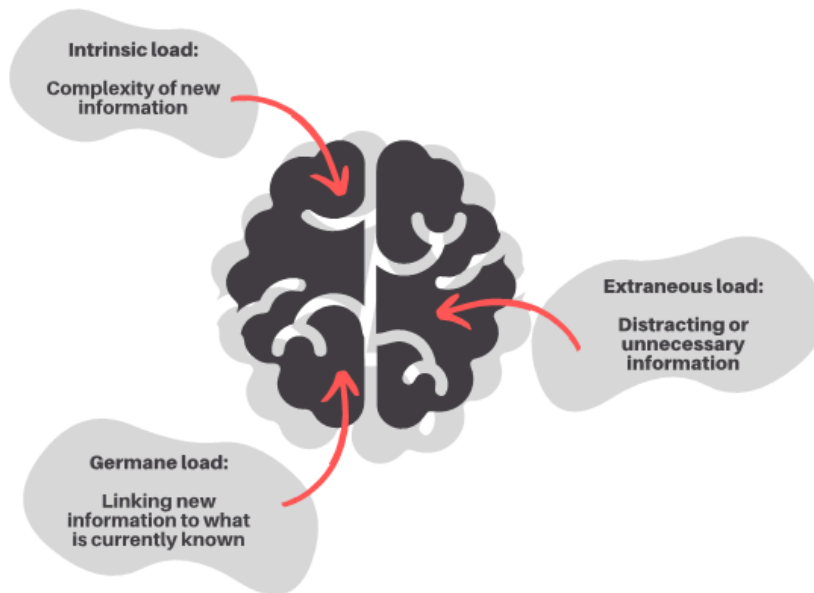 Intrinsic load:
Complexity of new
information
Extraneous load:
Distracting or
unnecessary
information
Germane load:
Linking new
information to what
is currently known